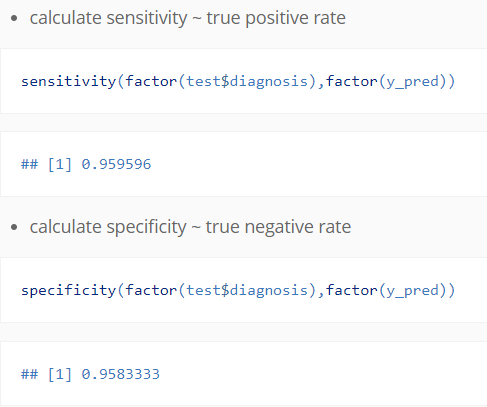 • calculate sensitivity ~ true positive rate
sensitivity(factor(test$diagnosis),factor(y_pred))
## [1] 0.959596
• calculate specificity ~ true negative rate
specificity(factor(test$diagnosis),factor(y_pred))
## [1] 0.9583333